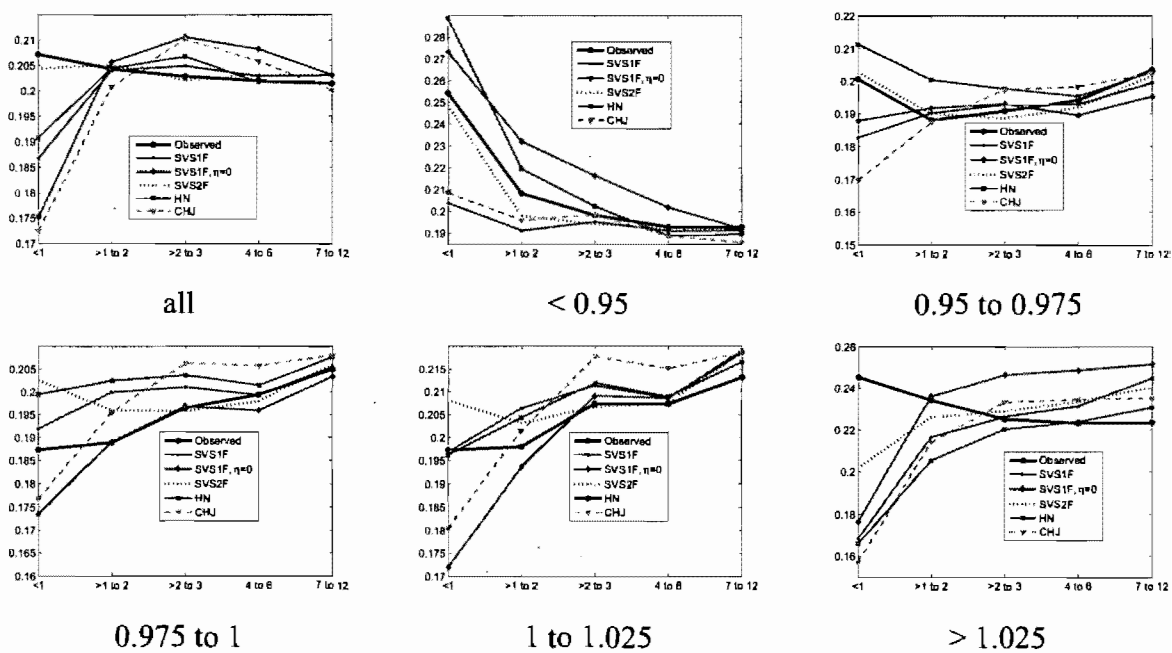 0.21
0.205
0.2
0.195
0.19
0.185
0.18
0.175
0.17
<1 >1 to 2 >2 to 3 4 to 6 7 to 12
Observed
SVS1F
SVS1F, η=0
SVS2F
HN
CHJ
all
0.28
0.27
0.26
0.25
0.24
0.23
0.22
0.21
0.2
0.19
<1 >1 to 2 >2 to 3 4 to 6 7 to 12
Observed
SVS1F
SVS1F, η=0
SVS2F
HN
CHJ
< 0.95
0.22
0.21
0.2
0.19
0.18
0.17
0.16
0.15
<1 >1 to 2 >2 to 3 4 to 6 7 to 12
Observed
SVS1F
SVS1F, η=0
SVS2F
HN
CHJ
0.95 to 0.975
0.205
0.2
0.195
0.19
0.185
0.18
0.175
0.17
0.165
0.16
<1 >1 to 2 >2 to 3 4 to 6 7 to 12
Observed
SVS1F
SVS1F, η=0
SVS2F
HN
CHJ
0.975 to 1
0.215
0.21
0.205
0.2
0.195
0.19
0.185
0.18
0.175
0.17
<1 >1 to 2 >2 to 3 4 to 6 7 to 12
Observed
SVS1F
SVS1F, η=0
SVS2F
HN
CHJ
1 to 1.025
0.26
0.24
0.22
0.2
0.18
0.16
<1 >1 to 2 >2 to 3 4 to 6 7 to 12
Observed
SVS1F
SVS1F, η=0
SVS2F
HN
CHJ
> 1.025